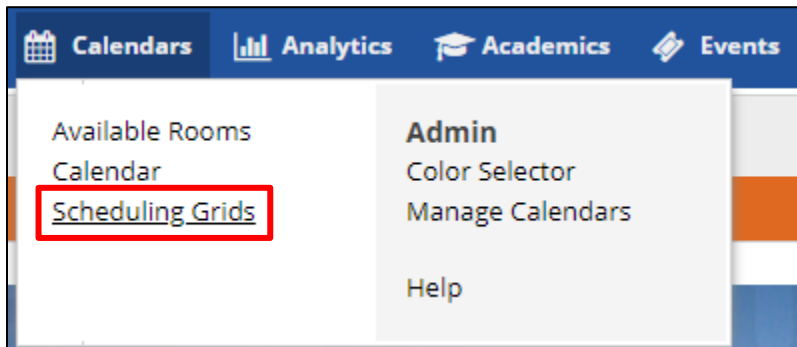 Calendars Analytics Academics Events
Available Rooms
Calendar
Scheduling Grids
Admin
Color Selector
Manage Calendars
Help